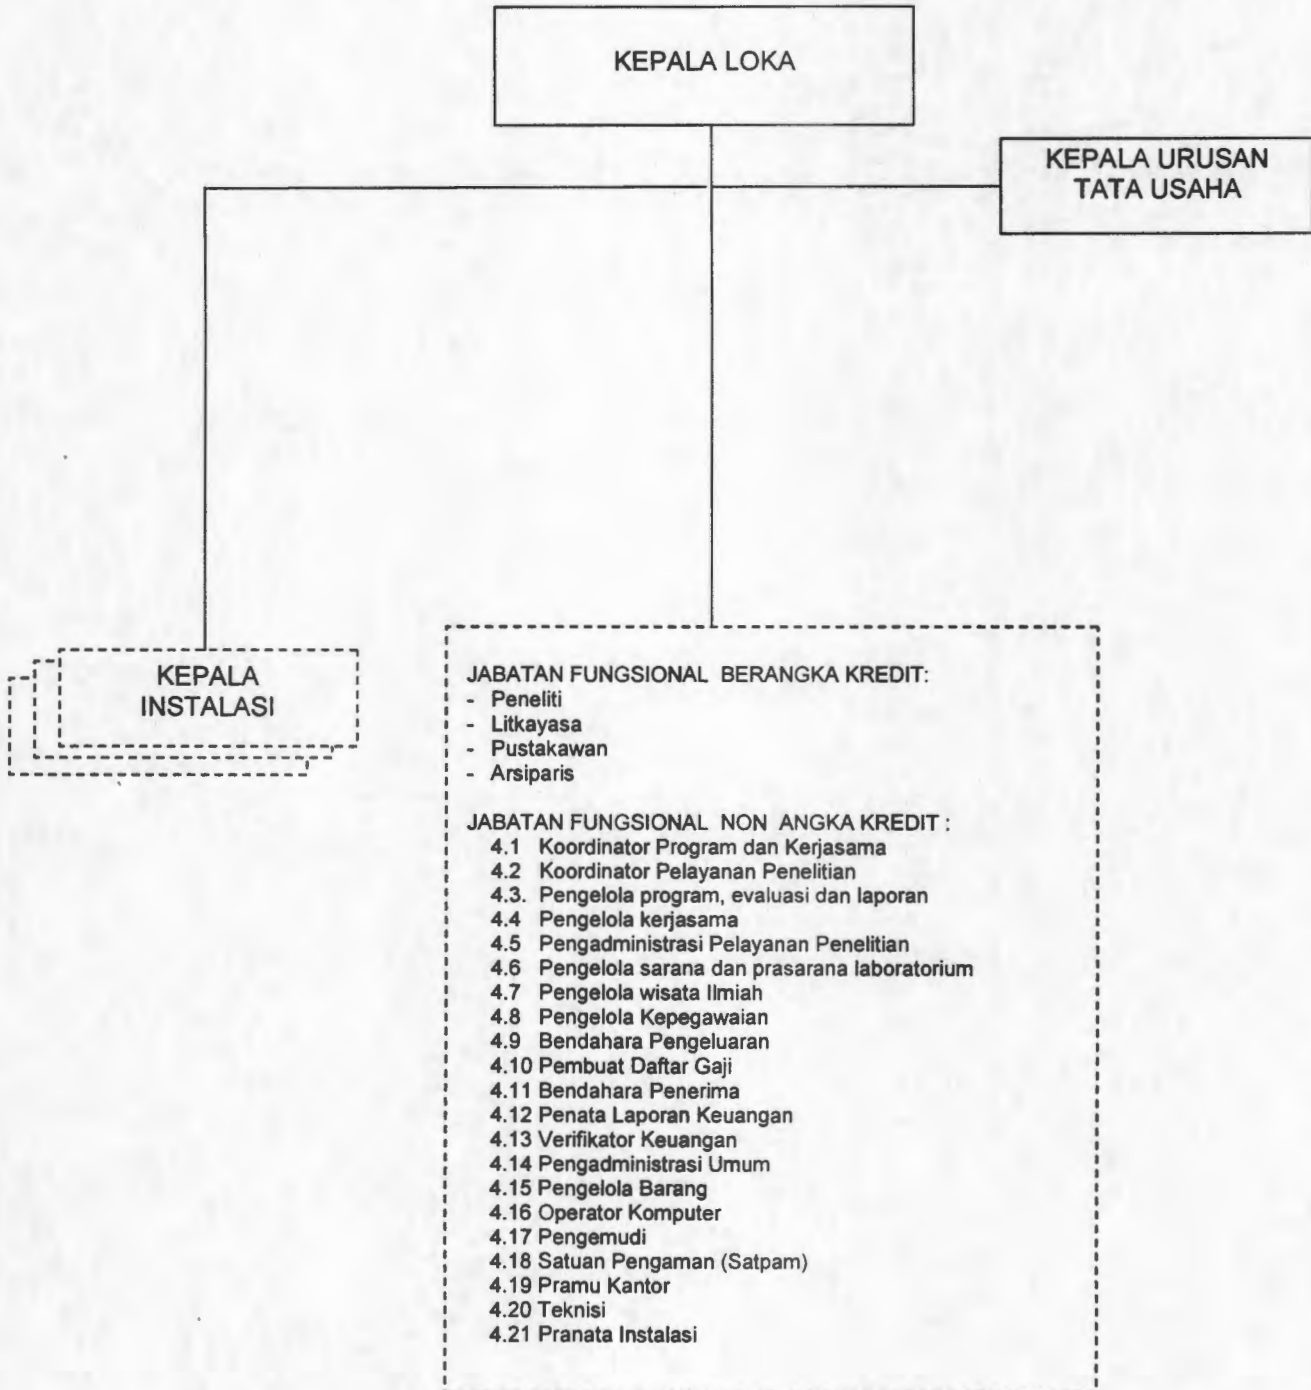 KEPALA LOKA
KEPALA URUSAN
TATA USAHA
KEPALA
INSTALASI
JABATAN FUNGSIONAL BERANGKA KREDIT:
- Peneliti
- Litkayasa
- Pustakawan
- Arsiparis
JABATAN FUNGSIONAL NON ANGKA KREDIT :
4.1 Koordinator Program dan Kerjasama
4.2 Koordinator Pelayanan Penelitian
4.3. Pengelola program, evaluasi dan laporan
4.4 Pengelola kerjasama
4.5 Pengadministrasi Pelayanan Penelitian
4.6 Pengelola sarana dan prasarana laboratorium
4.7 Pengelola wisata Ilmiah
4.8 Pengelola Kepegawaian
4.9 Bendahara Pengeluaran
4.10 Pembuat Daftar Gaji
4.11 Bendahara Penerima
4.12 Penata Laporan Keuangan
4.13 Verifikator Keuangan
4.14 Pengadministrasi Umum
4.15 Pengelola Barang
4.16 Operator Komputer
4.17 Pengemudi
4.18 Satuan Pengaman (Satpam)
4.19 Pramu Kantor
4.20 Teknisi
4.21 Pranata Instalasi